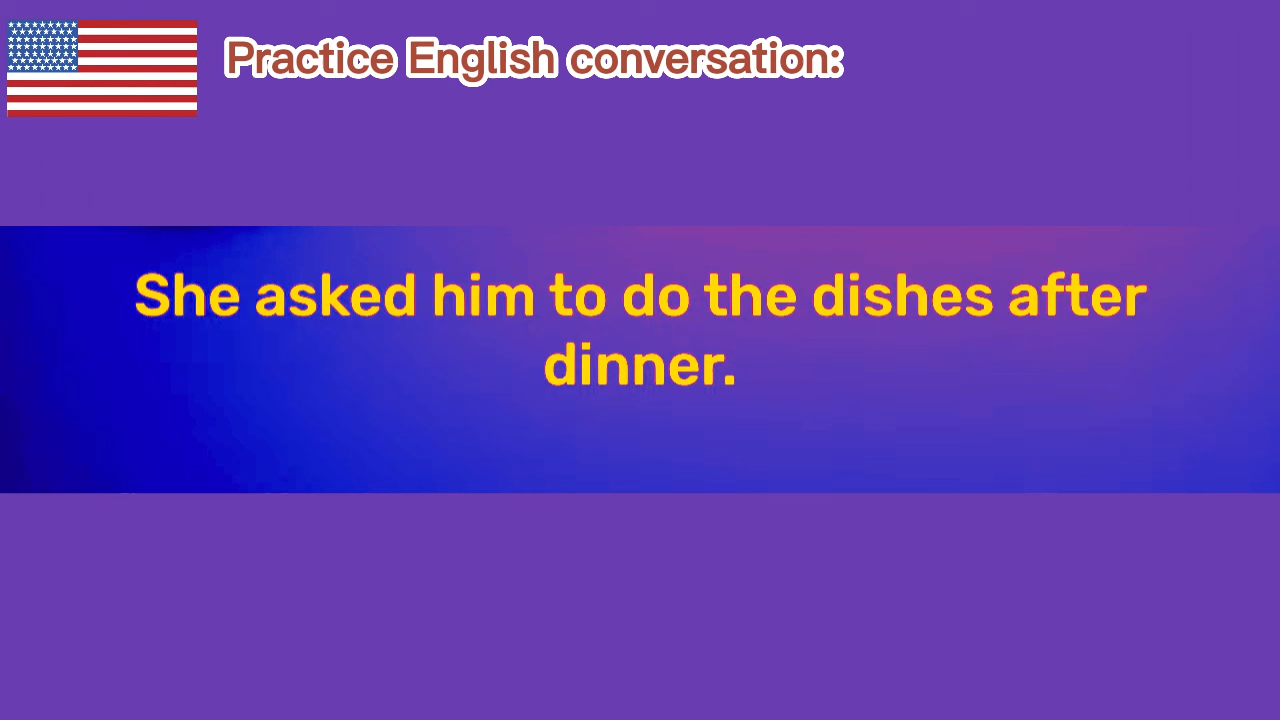 Practice English conversation:
She asked him to do the dishes after
dinner.